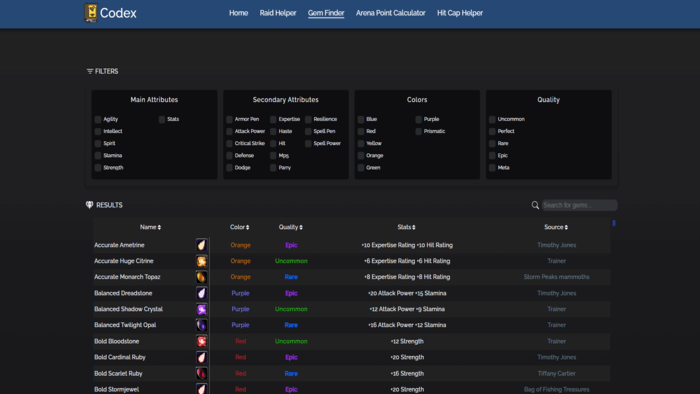 Codex
Home Raid Helper Gem Finder Arena Point Calculator Hit Cap Helper
FILTERS
Main Attributes
Agility Stats
Intellect
Spirit
Stamina
Strength
Secondary Attributes
Armor Pen Expertise Resilience
Attack Power Haste Spell Pen
Critical Strike Hit Spell Power
Defense Mp5
Dodge Parry
Colors
Blue Purple
Red Prismatic
Yellow
Orange
Green
Quality
Uncommon
Perfect
Rare
Epic
Meta
RESULTS Search for gems...
Name Color Quality Stats Source
Accurate Ametrine Orange Epic +10 Expertise Rating +10 Hit Rating Timothy Jones
Accurate Huge Citrine Orange Uncommon +6 Expertise Rating +6 Hit Rating Trainer
Accurate Monarch Topaz Orange Rare +8 Expertise Rating +8 Hit Rating Storm Peaks mammoths
Balanced Dreadstone Purple Epic +20 Attack Power +15 Stamina Timothy Jones
Balanced Shadow Crystal Purple Uncommon +12 Attack Power +9 Stamina Trainer
Balanced Twilight Opal Purple Rare +16 Attack Power +12 Stamina Trainer
Bold Bloodstone Red Uncommon +12 Strength Trainer
Bold Cardinal Ruby Red Epic +20 Strength Timothy Jones
Bold Scarlet Ruby Red Rare +16 Strength Tiffany Cartier
Bold Stormjewel Red Epic +20 Strength Bag of Fishing Treasures